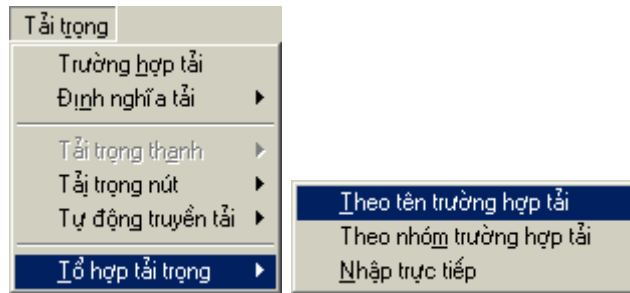 Tải trọng
Trường hợp tải
Định nghĩa tải
Tải trọng thanh
Tải trọng nút
Tự động truyền tải
Tổ hợp tải trọng
Theo tên trường hợp tải
Theo nhóm trường hợp tải
Nhập trực tiếp